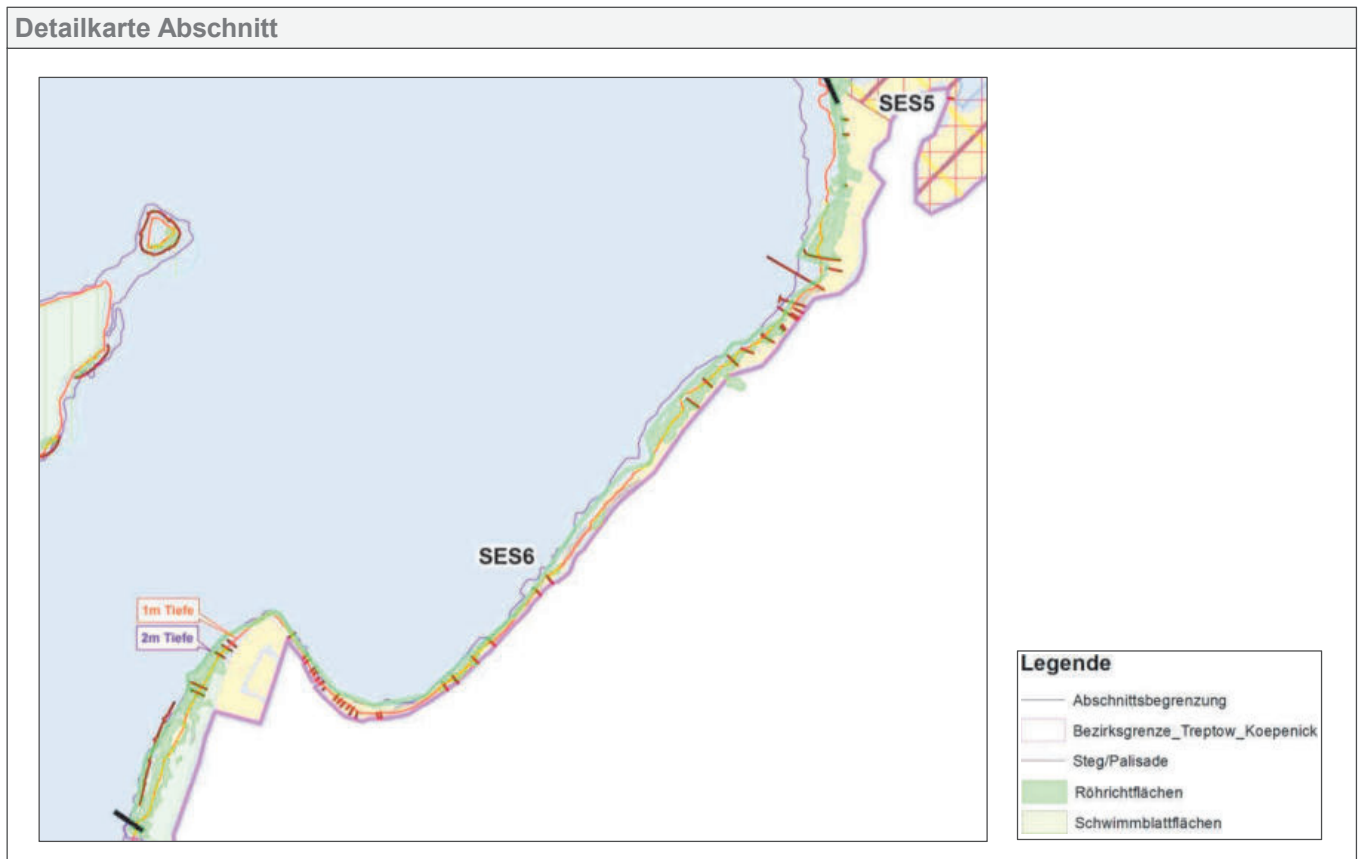 Detailkarte Abschnitt
SES5
SES6
1m Tiefe
2m Tiefe
Legende
Abschnittsbegrenzung
Bezirksgrenze_Treptow_Koepenick
Steg/Palisade
Röhrichtflächen
Schwimmblattflächen